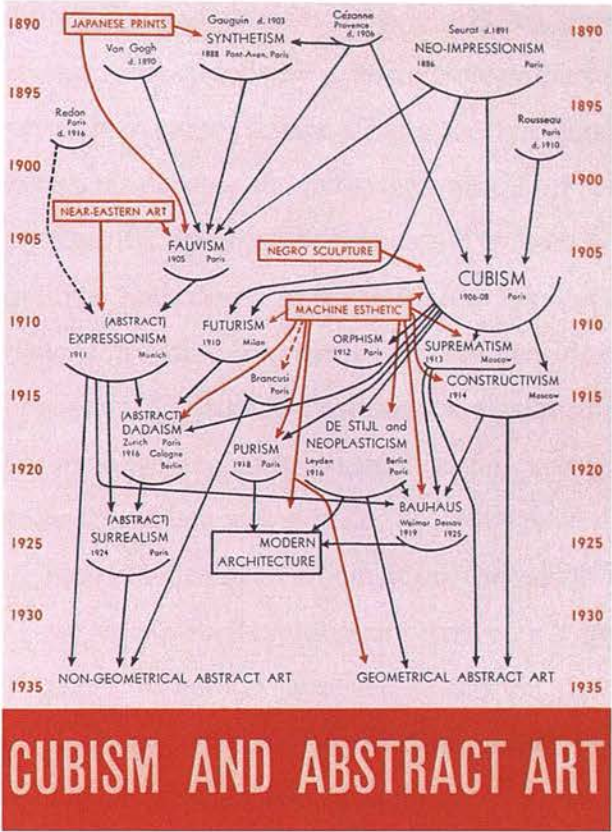 1890
JAPANESE PRINTS
Gauguin d. 1903
SYNTHETISM
1888 Pont-Aven, Paris
Cézanne
Provence
d. 1906
Seurat d.1891
NEO-IMPRESSIONISM
1886 Paris
1890
Van Gogh
d. 1890
1895
1895
Redon
Paris
d. 1916
Rousseau
Paris
d. 1910
1900
1900
NEAR-EASTERN ART
1905
FAUVISM
1905 Paris
NEGRO SCULPTURE
1905
CUBISM
1906-08 Paris
MACHINE ESTHETIC
1910
(ABSTRACT)
EXPRESSIONISM
1911 Munich
FUTURISM
1910 Milan
ORPHISM
1912 Paris
SUPREMATISM
1913 Moscow
1910
Brancusi
Paris
CONSTRUCTIVISM
1914 Moscow
1915
1915
(ABSTRACT)
DADAISM
Zurich Paris
1916 Cologne
Berlin
PURISM
1918 Paris
DE STIJL and
NEOPLASTICISM
Leyden Berlin
1916 Paris
1920
1920
BAUHAUS
Weimar Dessau
1919 1925
(ABSTRACT)
SURREALISM
1924 Paris
MODERN
ARCHITECTURE
1925
1925
1930
1930
1935
NON-GEOMETRICAL ABSTRACT ART
GEOMETRICAL ABSTRACT ART
1935
CUBISM AND ABSTRACT ART